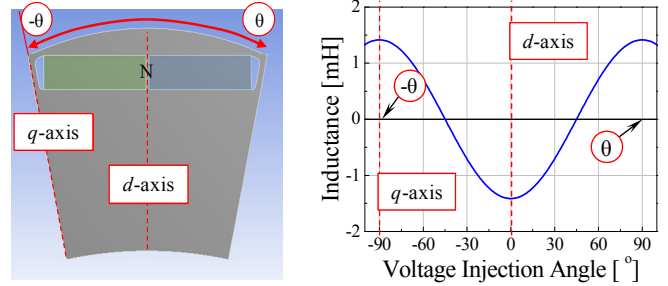 -θ
θ
N
q-axis
d-axis
Inductance [mH]
2
1
0
-1
-2
d-axis
-θ
θ
q-axis
-90
-60
-30
0
30
60
90
Voltage Injection Angle [ °]